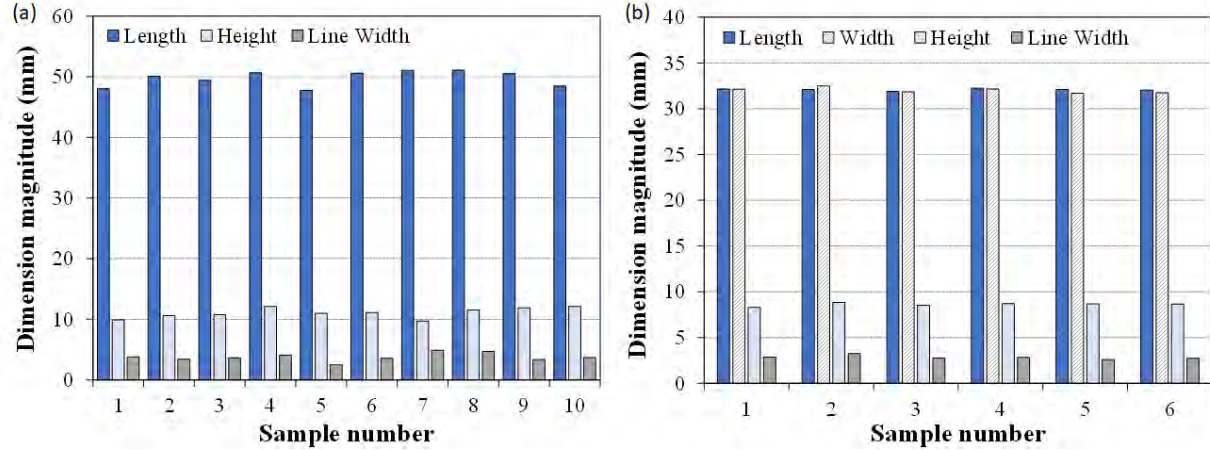 (a)
Length Height Line Width
Dimension magnitude (mm)
60
50
40
30
20
10
0
1 2 3 4 5 6 7 8 9 10
Sample number
(b)
Length Width Height Line Width
Dimension magnitude (mm)
40
35
30
25
20
15
10
5
0
1 2 3 4 5 6
Sample number